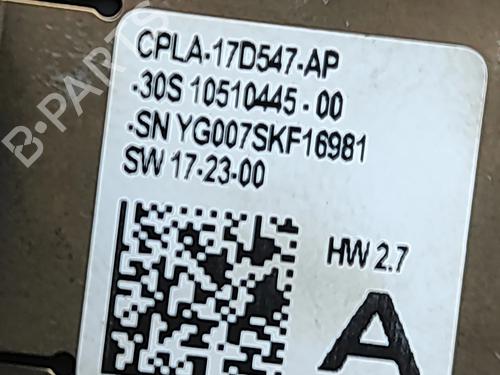 CPLA-17D547-AP
-30S 10510445-00
-SN YG007SKF16981
SW 17-23-00
HW 2.7
A
B-PARTS